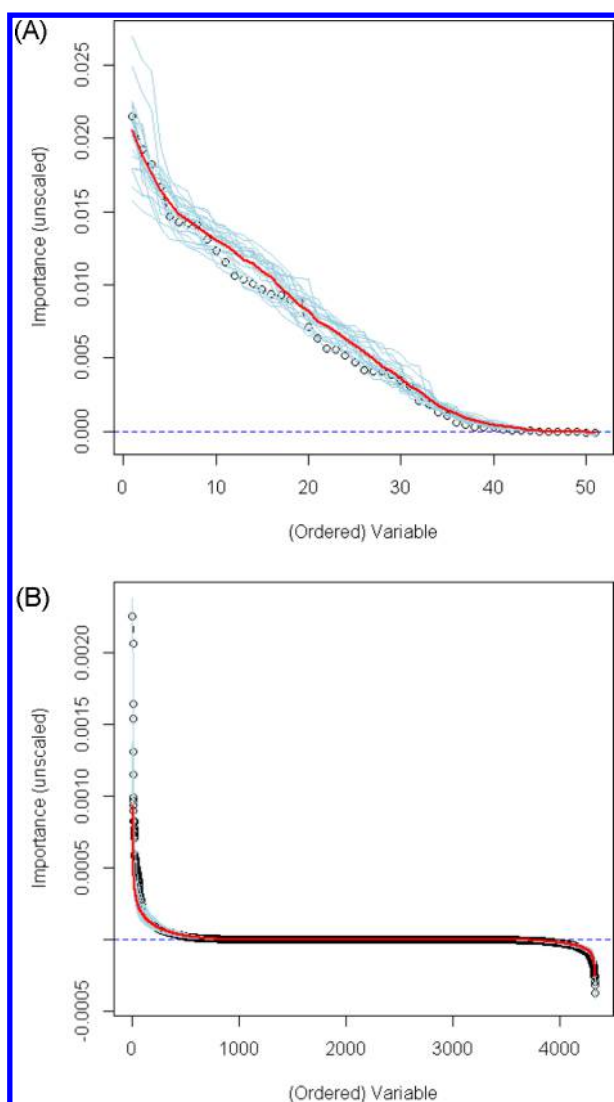 (A)
0.025
0.020
0.015
0.010
0.005
0.000
Importance (unscaled)
0 10 20 30 40 50
(Ordered) Variable
(B)
0.0020
0.0015
0.0010
0.0005
-0.0005
Importance (unscaled)
0 1000 2000 3000 4000
(Ordered) Variable